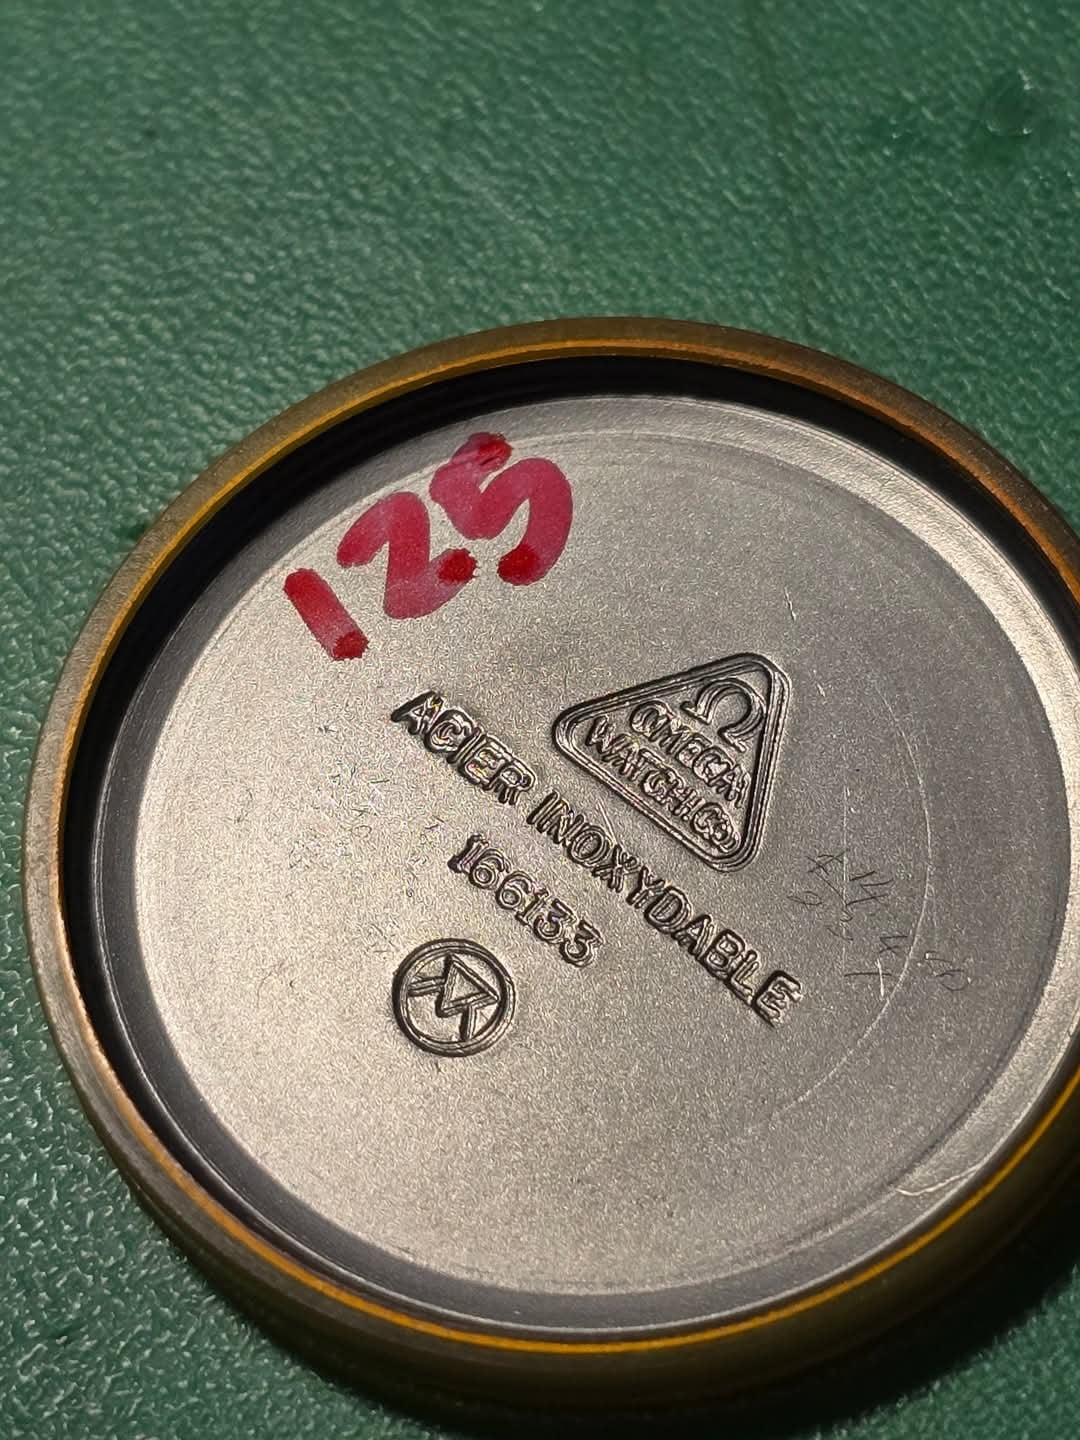 125
Ω
OMEGA
WATCH Co
ACIER INOXYDABLE
166133